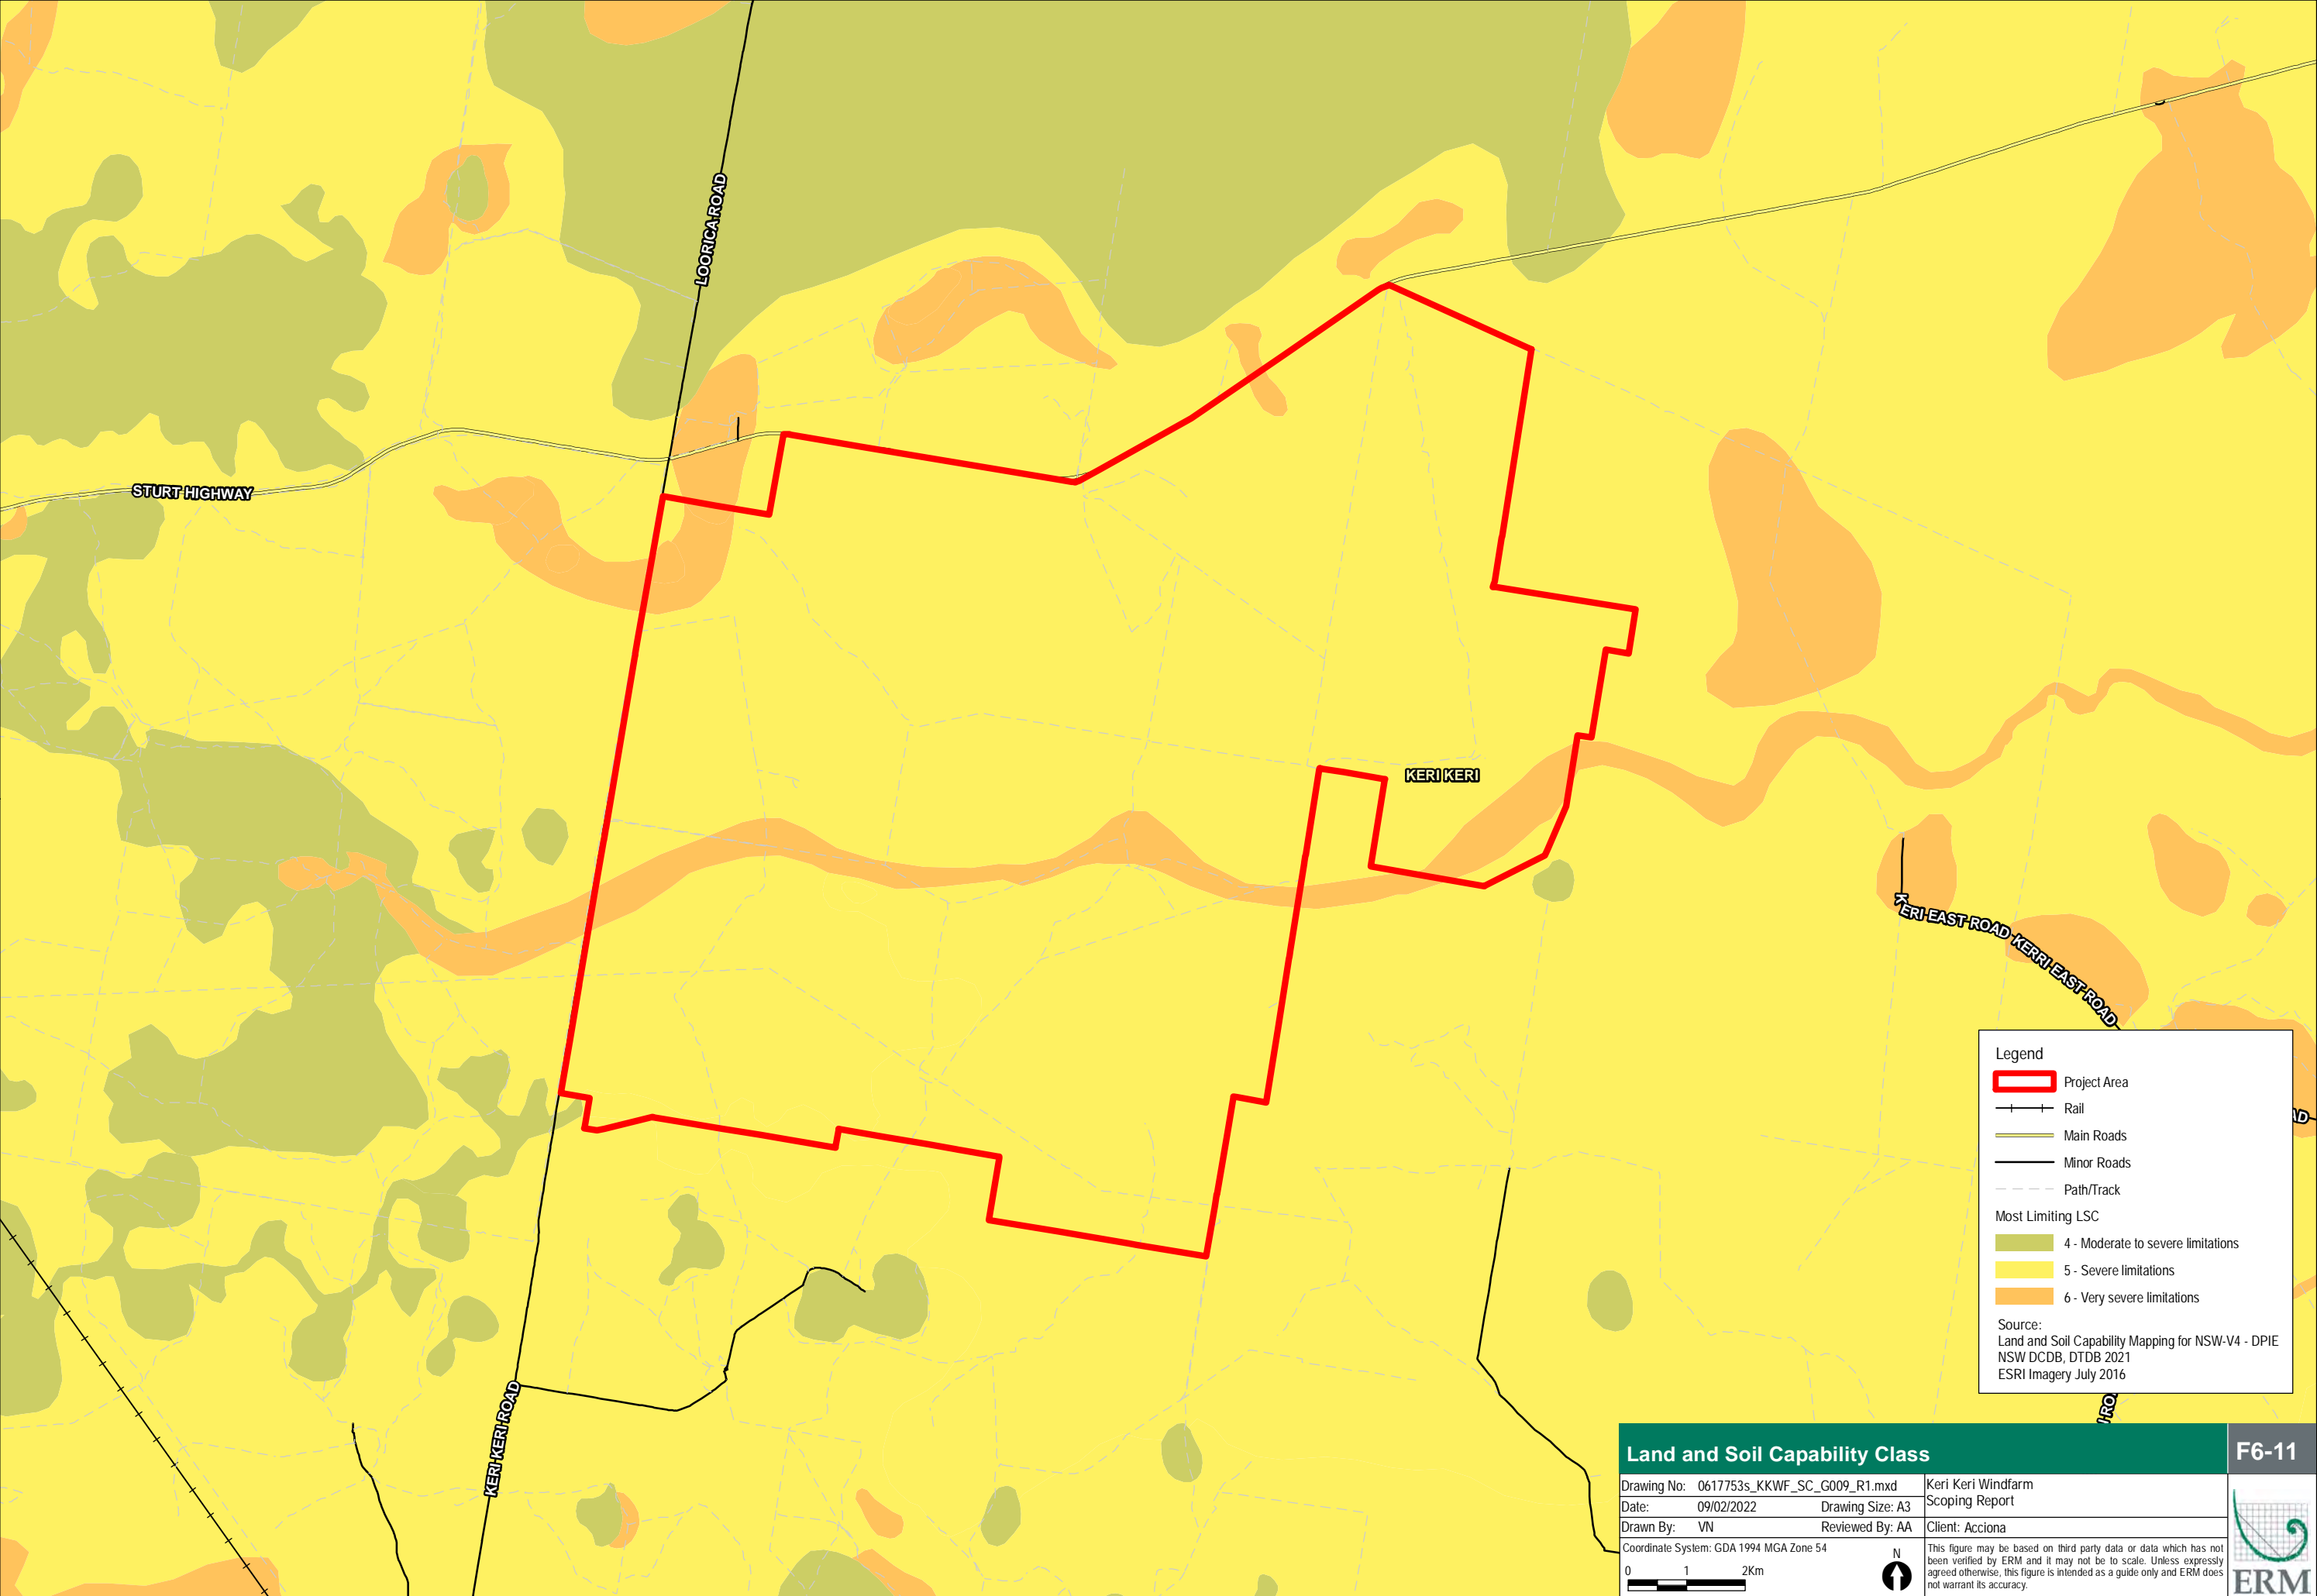 LOORICA ROAD
STURT HIGHWAY
KERI KERI
KERI EAST ROAD
KERRI EAST ROAD
AD
KERI KERI ROAD
Legend
Project Area
Rail
Main Roads
Minor Roads
Path/Track
Most Limiting LSC
4 - Moderate to severe limitations
5 - Severe limitations
6 - Very severe limitations
Source:
Land and Soil Capability Mapping for NSW-V4 - DPIE
NSW DCDB, DTDB 2021
ESRI Imagery July 2016
I RO
Land and Soil Capability Class
F6-11
Drawing No: 0617753s_KKWF_SC_G009_R1.mxd
Date: 09/02/2022 Drawing Size: A3
Drawn By: VN Reviewed By: AA
Coordinate System: GDA 1994 MGA Zone 54
0 1 2Km
N
Keri Keri Windfarm
Scoping Report
Client: Acciona
This figure may be based on third party data or data which has not
been verified by ERM and it may not be to scale. Unless expressly
agreed otherwise, this figure is intended as a guide only and ERM does
not warrant its accuracy.
ERM